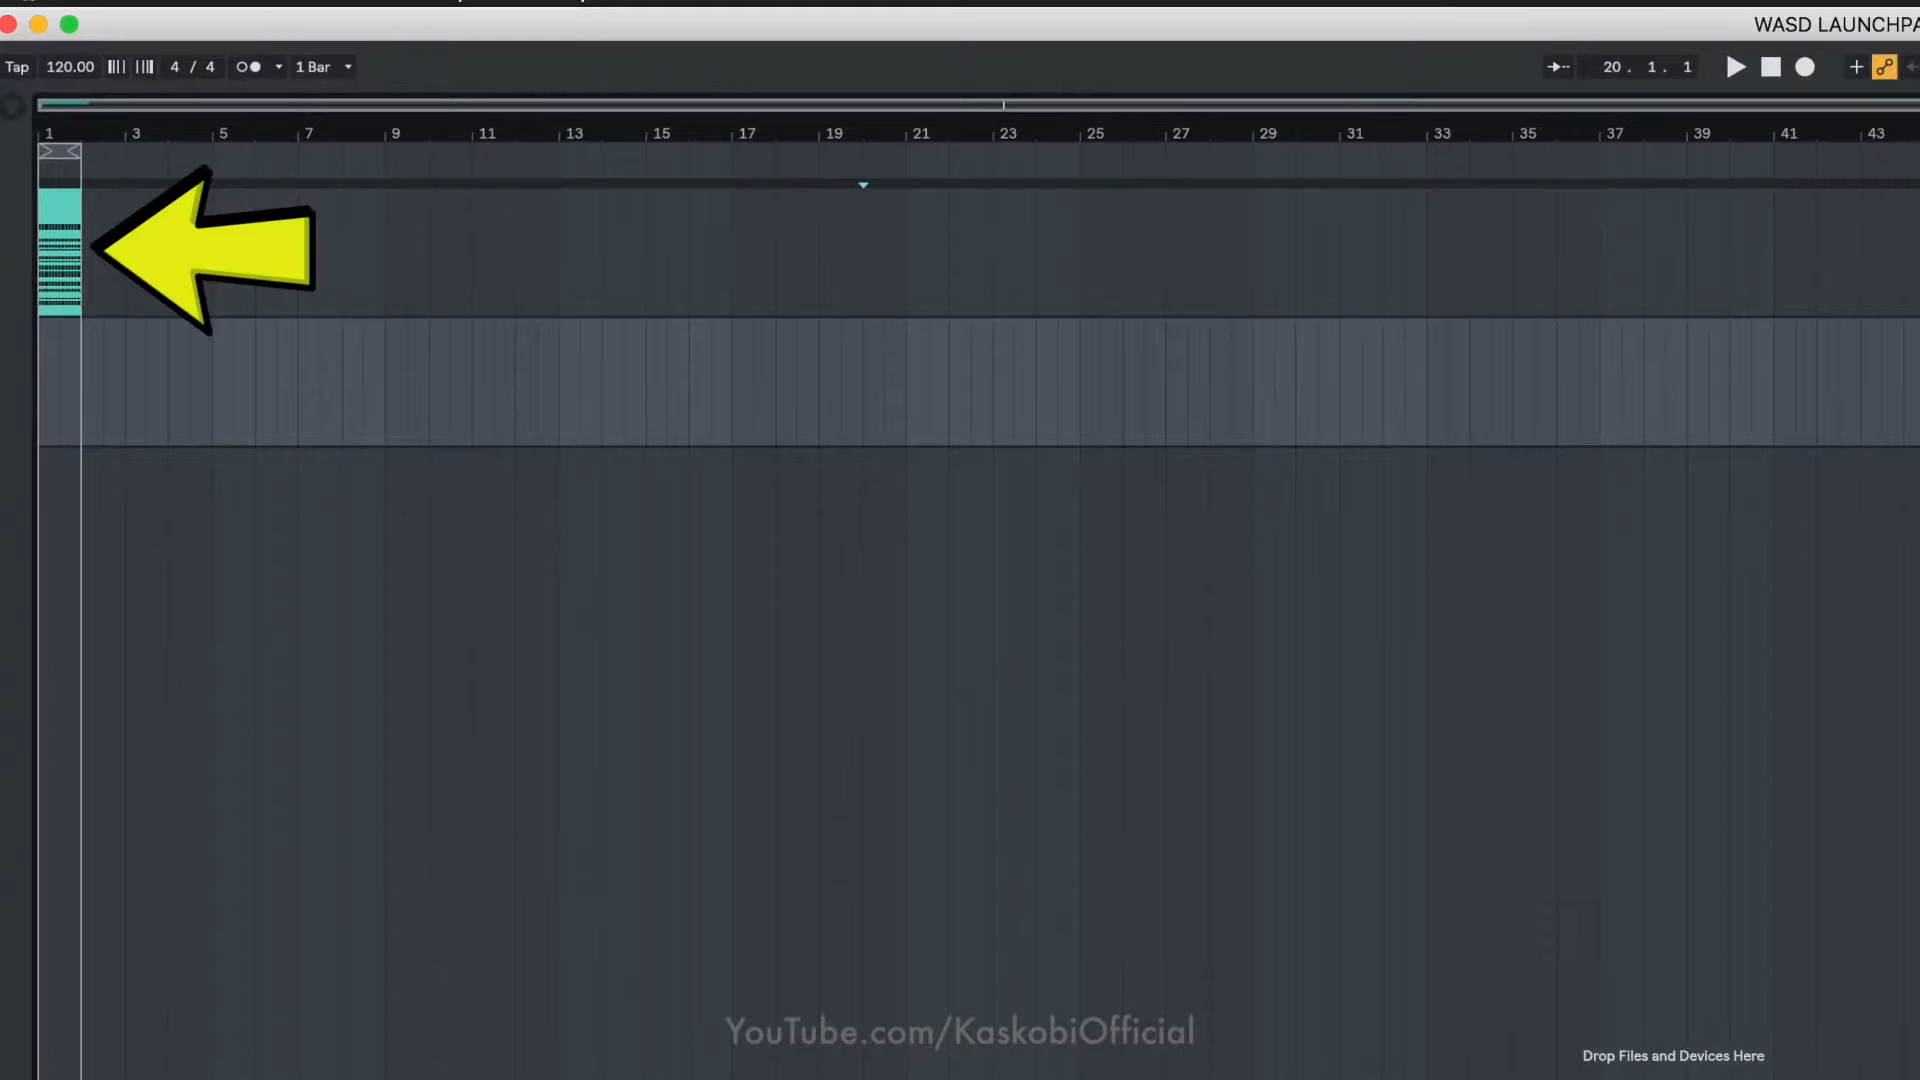 WASD LAUNCHPA
Tap 120.00 4 / 4 1 Bar 20 . 1 . 1
1 3 5 7 9 11 13 15 17 19 21 23 25 27 29 31 33 35 37 39 41 43
YouTube.com/KaskobiOfficial
Drop Files and Devices Here